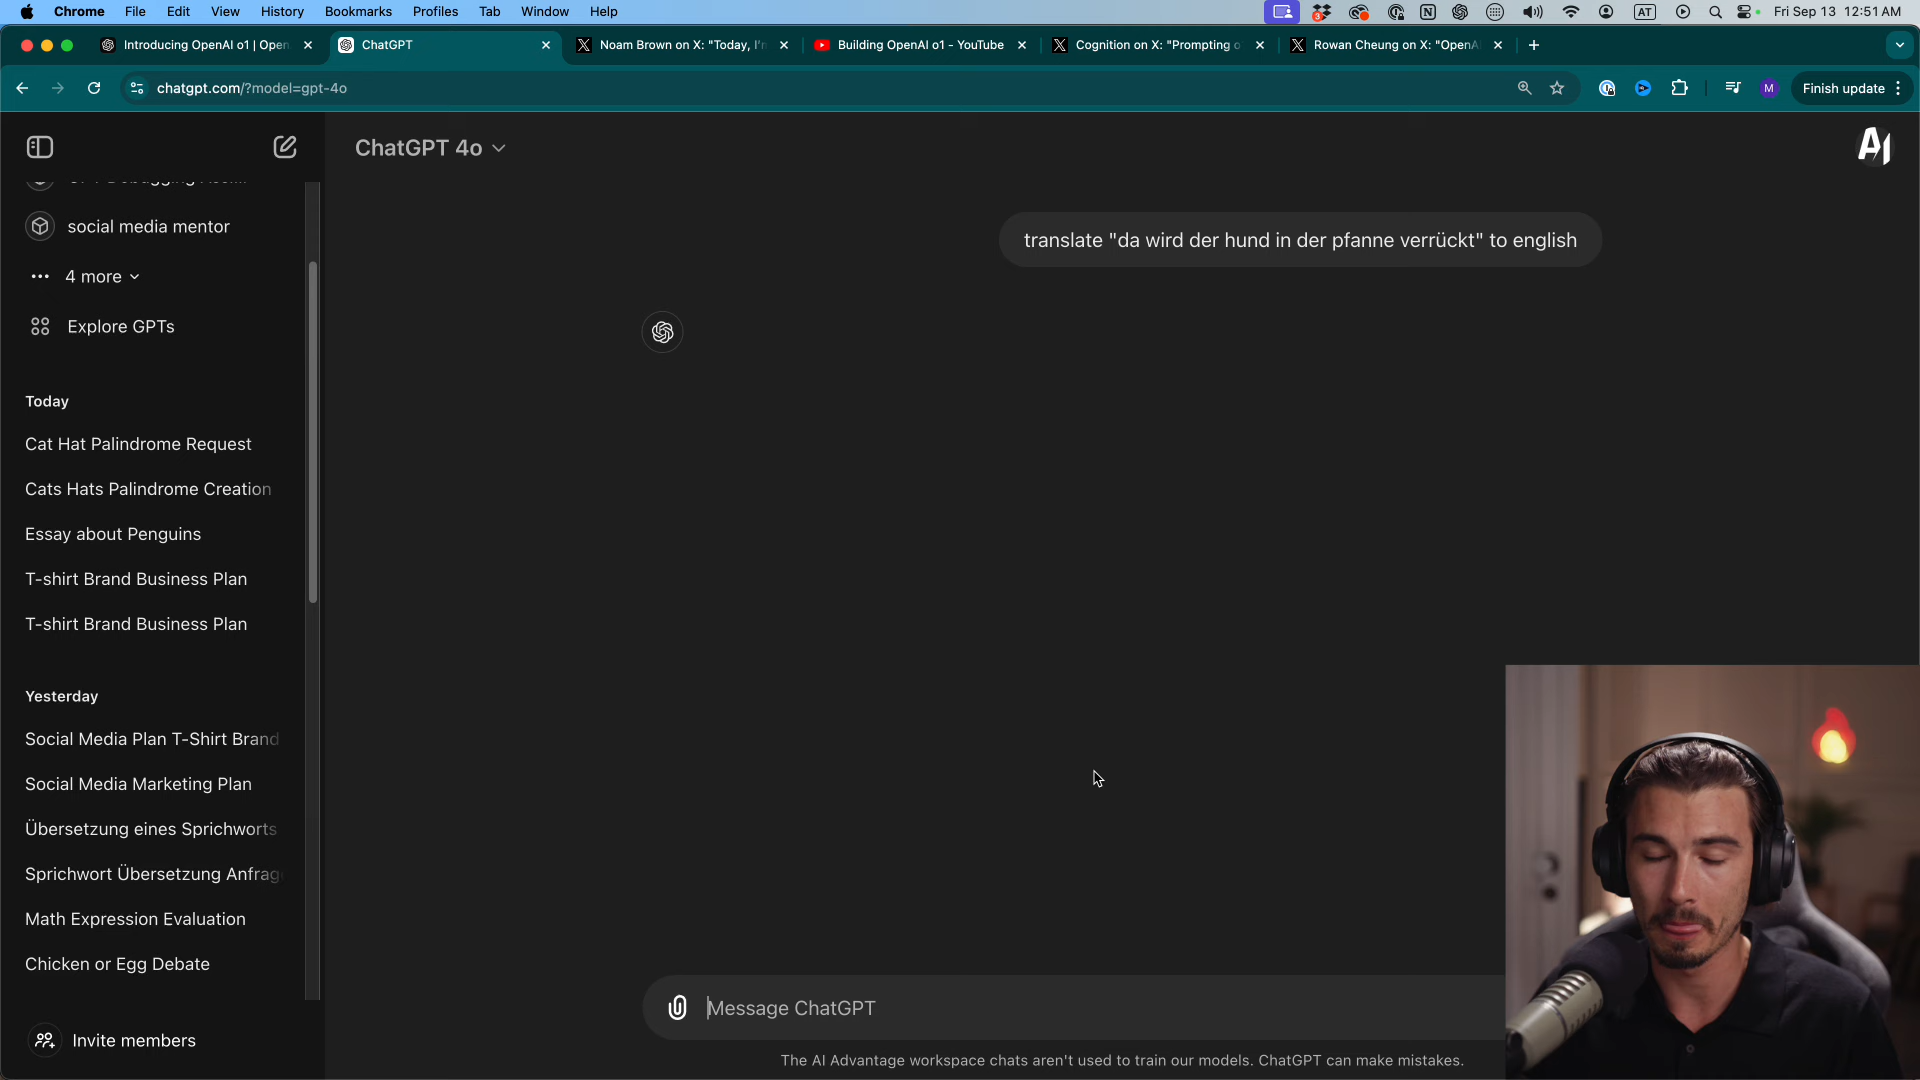 Chrome File Edit View History Bookmarks Profiles Tab Window Help
3 AT Fri Sep 13 12:51 AM
Introducing OpenAI o1 | Open
ChatGPT
Noam Brown on X: "Today, I'm
Building OpenAI o1 - YouTube
Cognition on X: "Prompting o
Rowan Cheung on X: "OpenAI
chatgpt.com/?model=gpt-4o
M
Finish update
ChatGPT 4o
AI
social media mentor
4 more
Explore GPTs
Today
Cat Hat Palindrome Request
Cats Hats Palindrome Creation
Essay about Penguins
T-shirt Brand Business Plan
T-shirt Brand Business Plan
Yesterday
Social Media Plan T-Shirt Brand
Social Media Marketing Plan
Übersetzung eines Sprichworts
Sprichwort Übersetzung Anfrage
Math Expression Evaluation
Chicken or Egg Debate
Invite members
translate "da wird der hund in der pfanne verrückt" to english
Message ChatGPT
The AI Advantage workspace chats aren't used to train our models. ChatGPT can make mistakes.